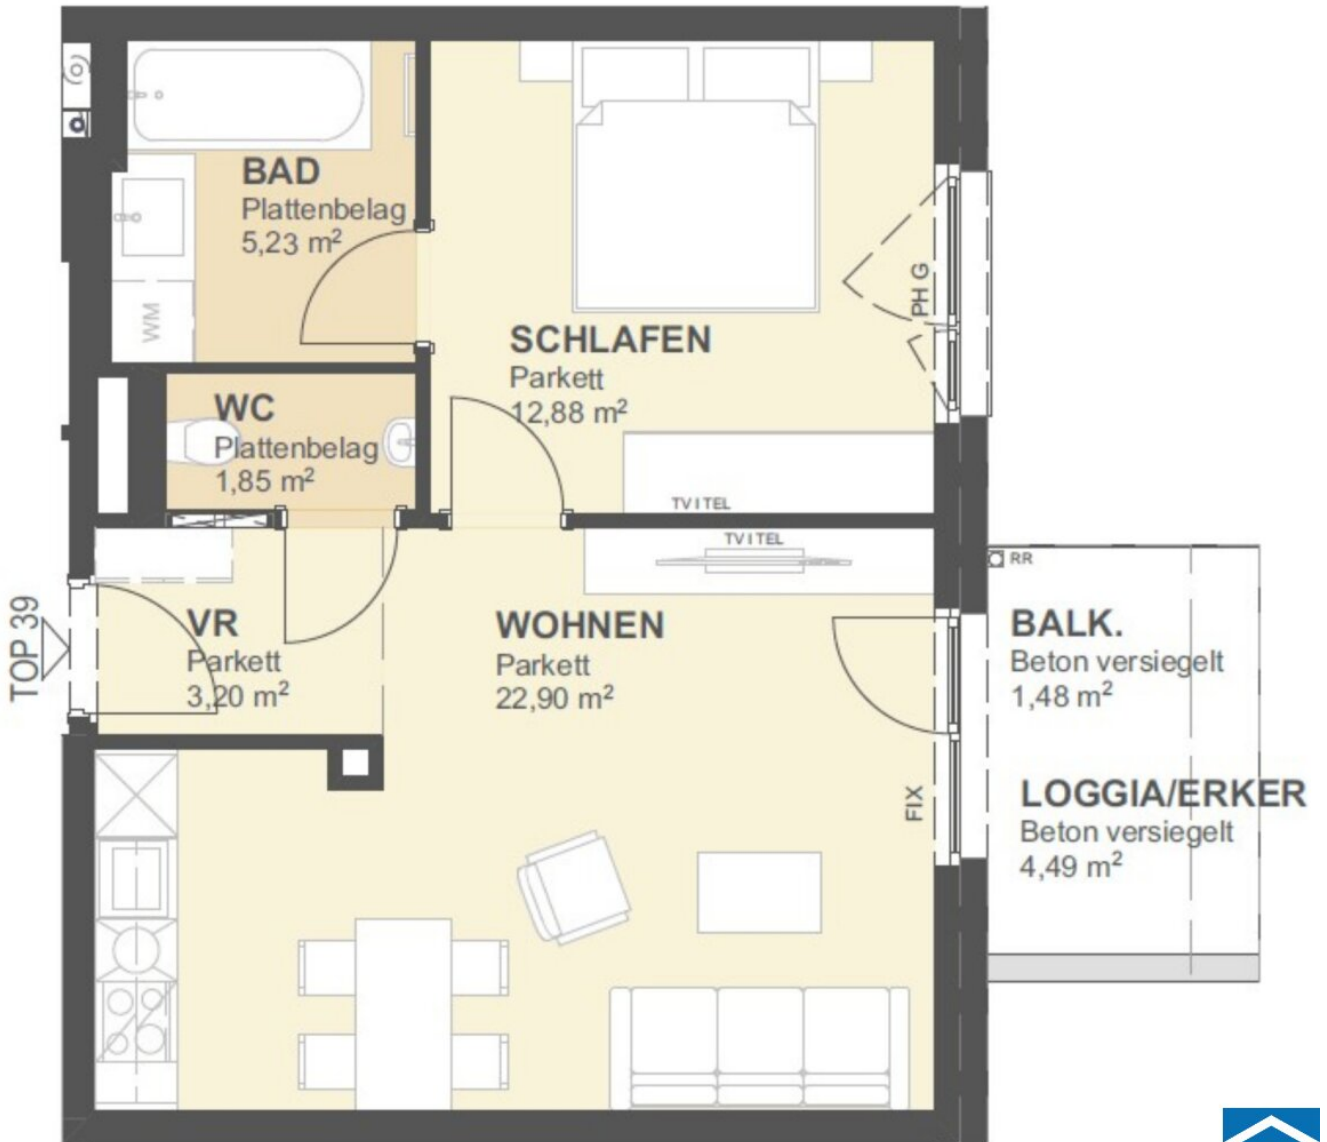 BAD
Plattenbelag
5,23 m²
WM
SCHLAFEN
Parkett
12,88 m²
PH G
WC
Plattenbelag
1,85 m²
TV I TEL
TV I TEL
TOP 39
VR
Parkett
3,20 m²
WOHNEN
Parkett
22,90 m²
FIX
RR
BALK.
Beton versiegelt
1,48 m²
LOGGIA/ERKER
Beton versiegelt
4,49 m²